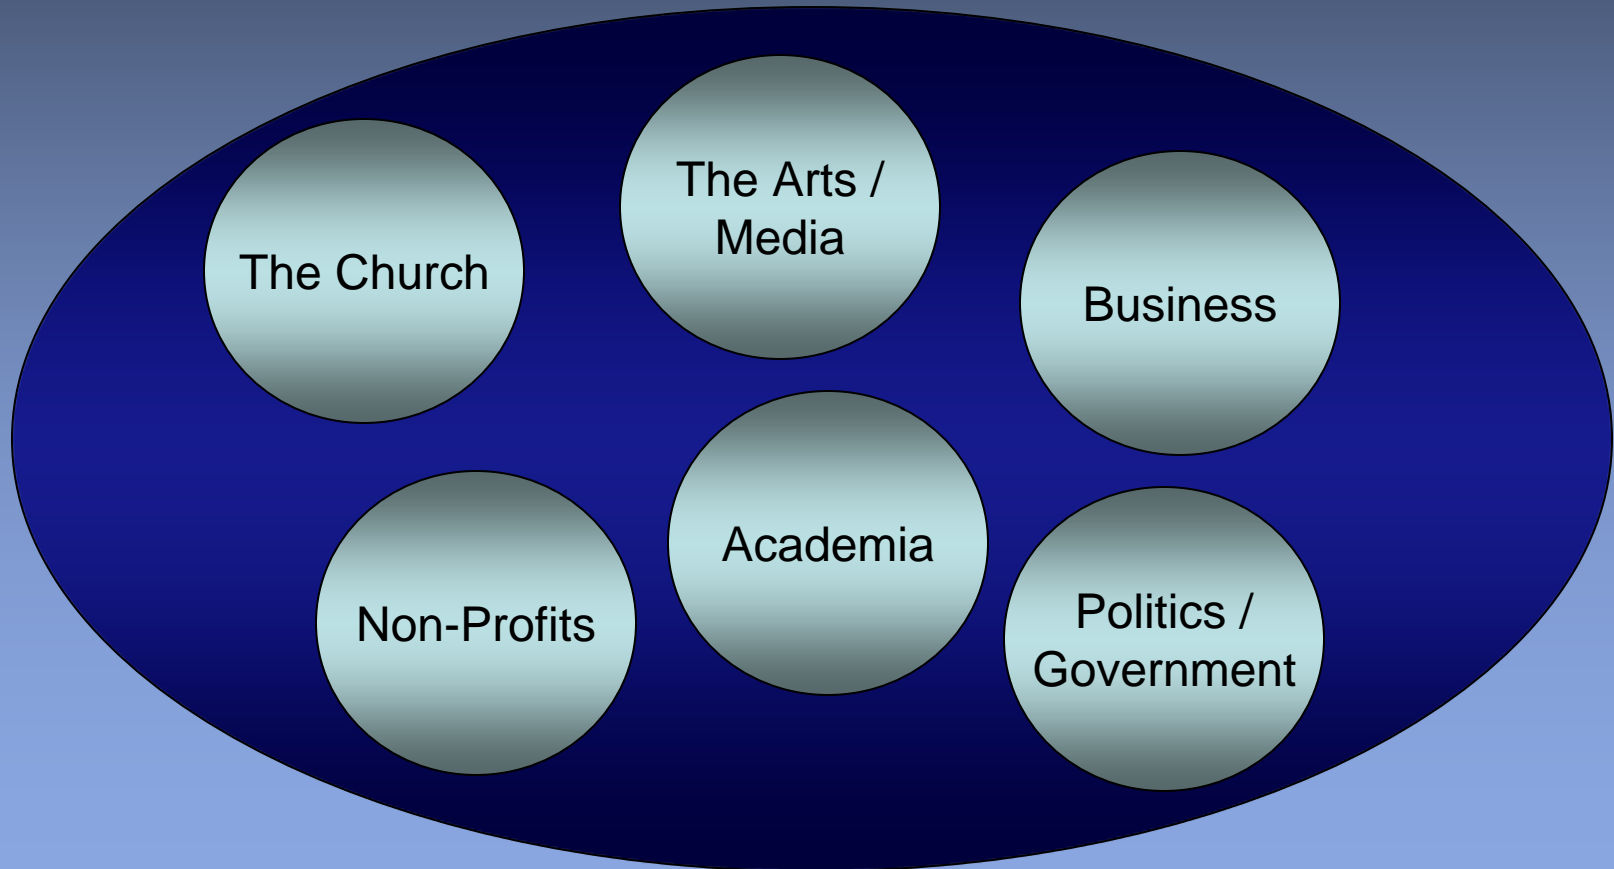 The Arts /
Media
The Church
Business
Academia
Non-Profits
Politics /
Government